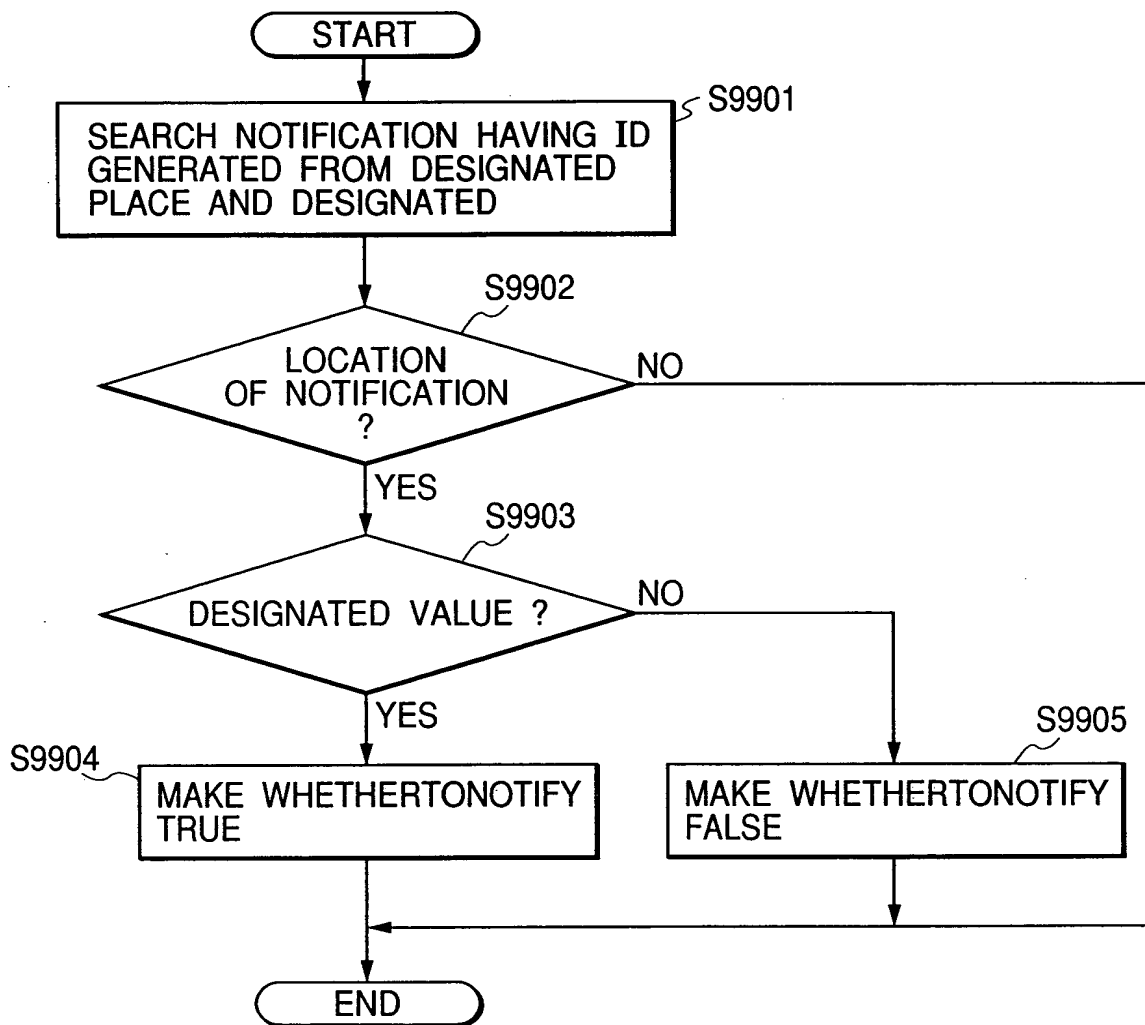 START
S9901
SEARCH NOTIFICATION HAVING ID
GENERATED FROM DESIGNATED
PLACE AND DESIGNATED
S9902
LOCATION
OF NOTIFICATION
?
NO
YES
S9903
DESIGNATED VALUE ?
NO
YES
S9904
MAKE WHETHERTONOTIFY
TRUE
S9905
MAKE WHETHERTONOTIFY
FALSE
END